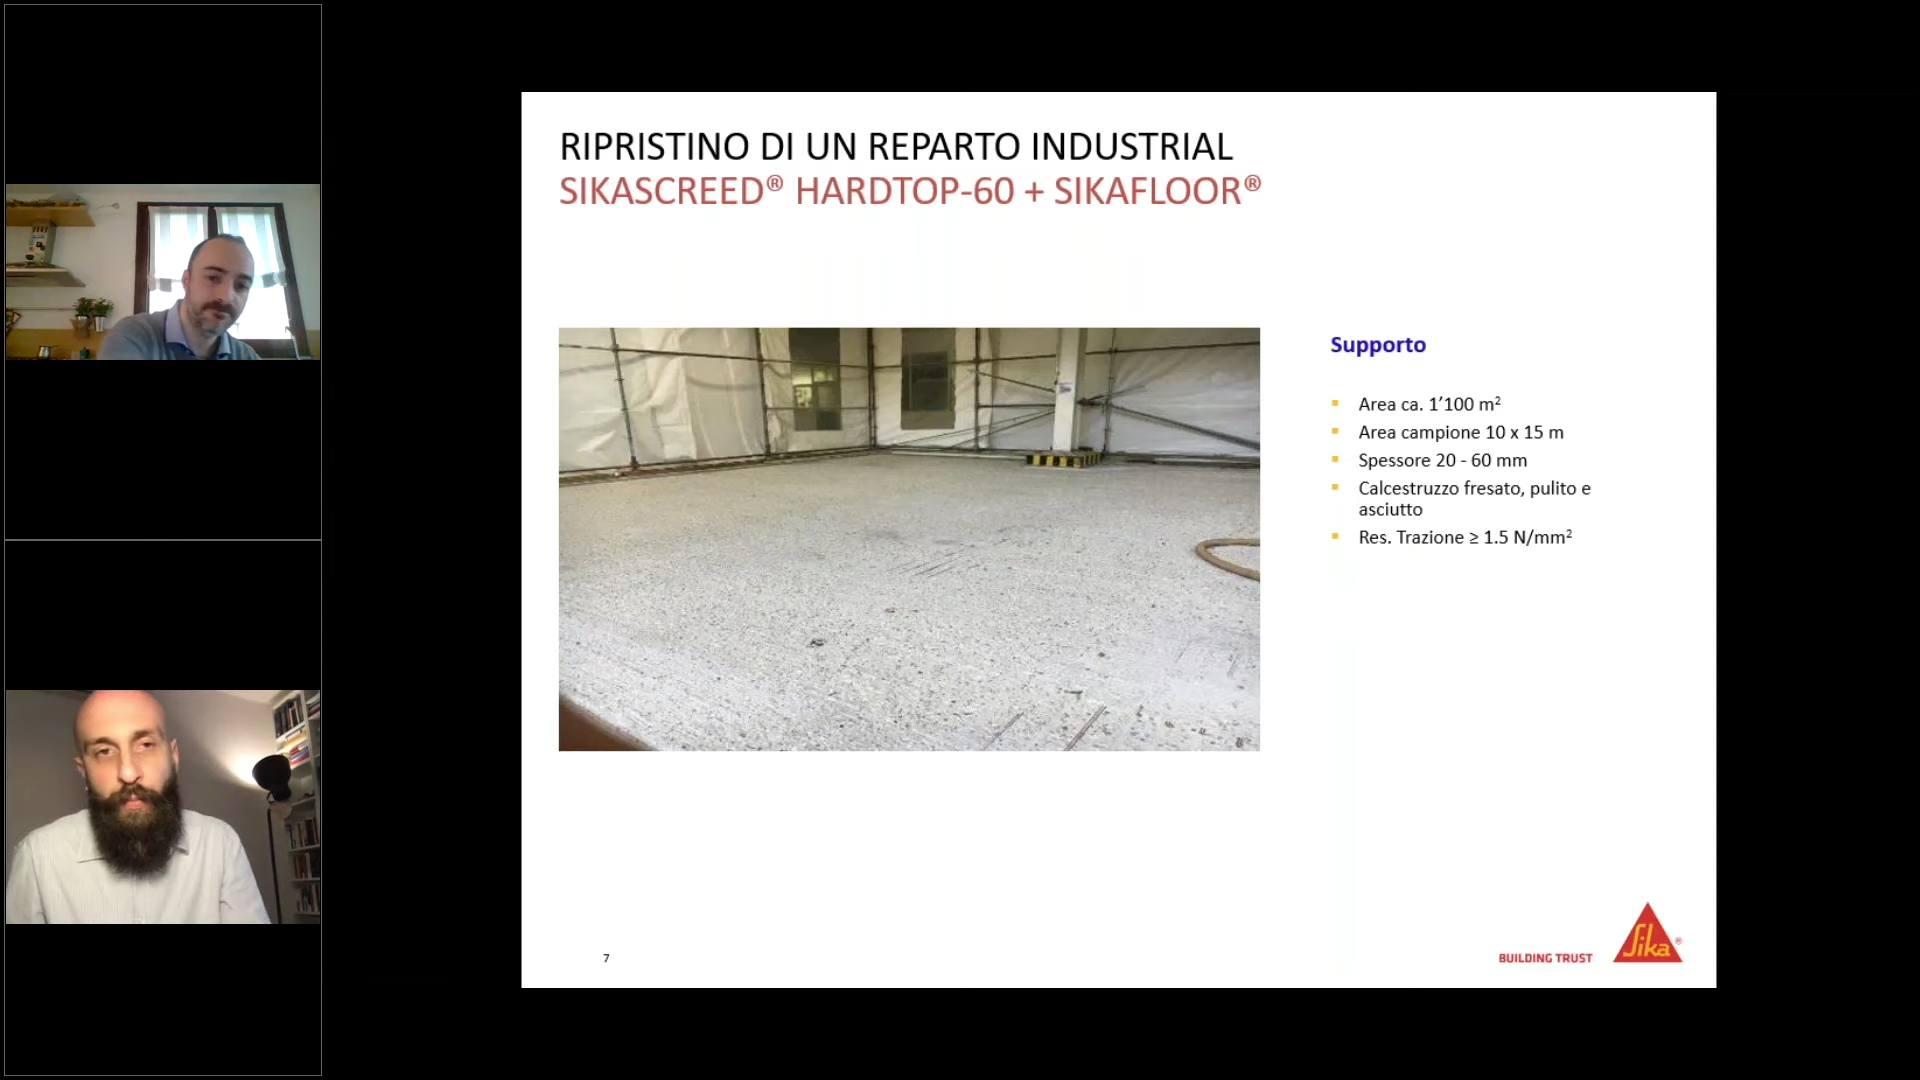 RIPRISTINO DI UN REPARTO INDUSTRIAL
SIKASCREED® HARDTOP-60 + SIKAFLOOR®
Supporto
Area ca. 1’100 m²
Area campione 10 x 15 m
Spessore 20 - 60 mm
Calcestruzzo fresato, pulito e
asciutto
Res. Trazione ≥ 1.5 N/mm²
7
BUILDING TRUST
Sika®